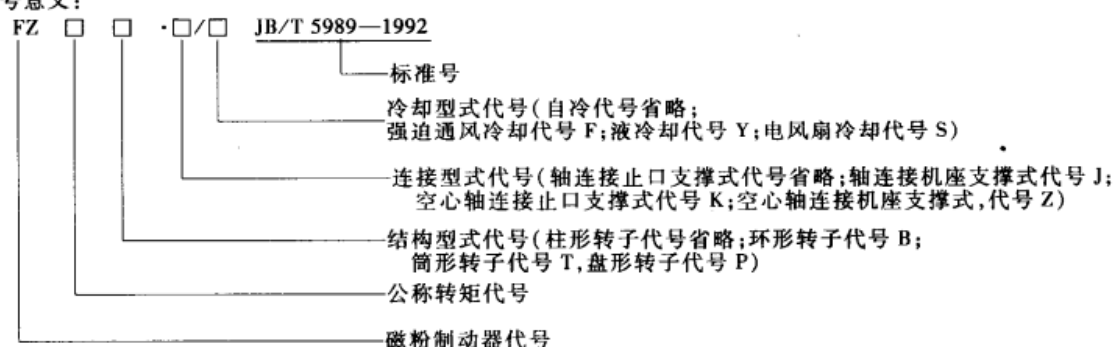 号意义:
FZ □ □ ·□/□ JB/T 5989—1992
标准号
冷却型式代号(自冷代号省略;
强迫通风冷却代号 F;液冷却代号 Y;电风扇冷却代号 S)
连接型式代号(轴连接止口支撑式代号省略;轴连接机座支撑式代号 J;
空心轴连接止口支撑式代号 K;空心轴连接机座支撑式,代号 Z)
结构型式代号(柱形转子代号省略;环形转子代号 B;
筒形转子代号 T,盘形转子代号 P)
公称转矩代号
磁粉制动器代号